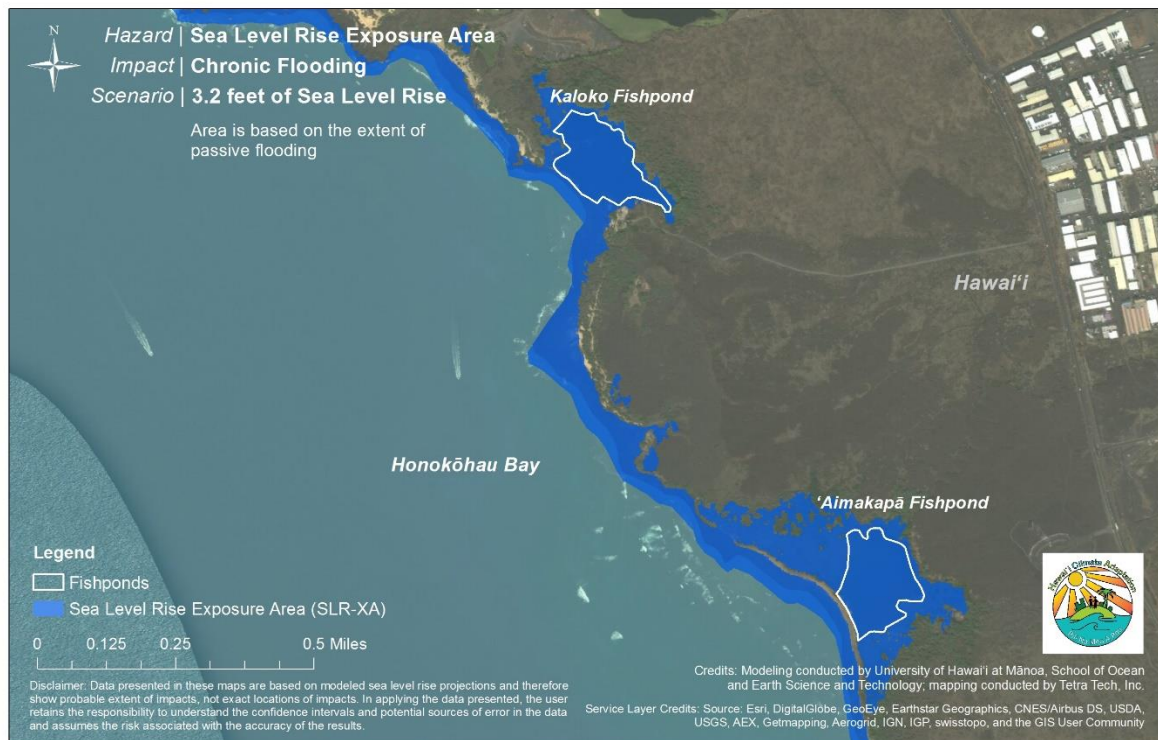 N
Hazard | Sea Level Rise Exposure Area
Impact | Chronic Flooding
Scenario | 3.2 feet of Sea Level Rise
Area is based on the extent of
passive flooding
Kaloko Fishpond
Hawaiʻi
Honokōhau Bay
ʻAimakapā Fishpond
Legend
Fishponds
Sea Level Rise Exposure Area (SLR-XA)
0 0.125 0.25 0.5 Miles
Disclaimer: Data presented in these maps are based on modeled sea level rise projections and therefore
show probable extent of impacts, not exact locations of impacts. In applying the data presented, the user
retains the responsibility to understand the confidence intervals and potential sources of error in the data
and assumes the risk associated with the accuracy of the results.
Hawaiʻi Climate Adaptation
Credits: Modeling conducted by University of Hawaiʻi at Mānoa, School of Ocean
and Earth Science and Technology; mapping conducted by Tetra Tech, Inc.
Service Layer Credits: Source: Esri, DigitalGlobe, GeoEye, Earthstar Geographics, CNES/Airbus DS, USDA,
USGS, AEX, Getmapping, Aerogrid, IGN, IGP, swisstopo, and the GIS User Community